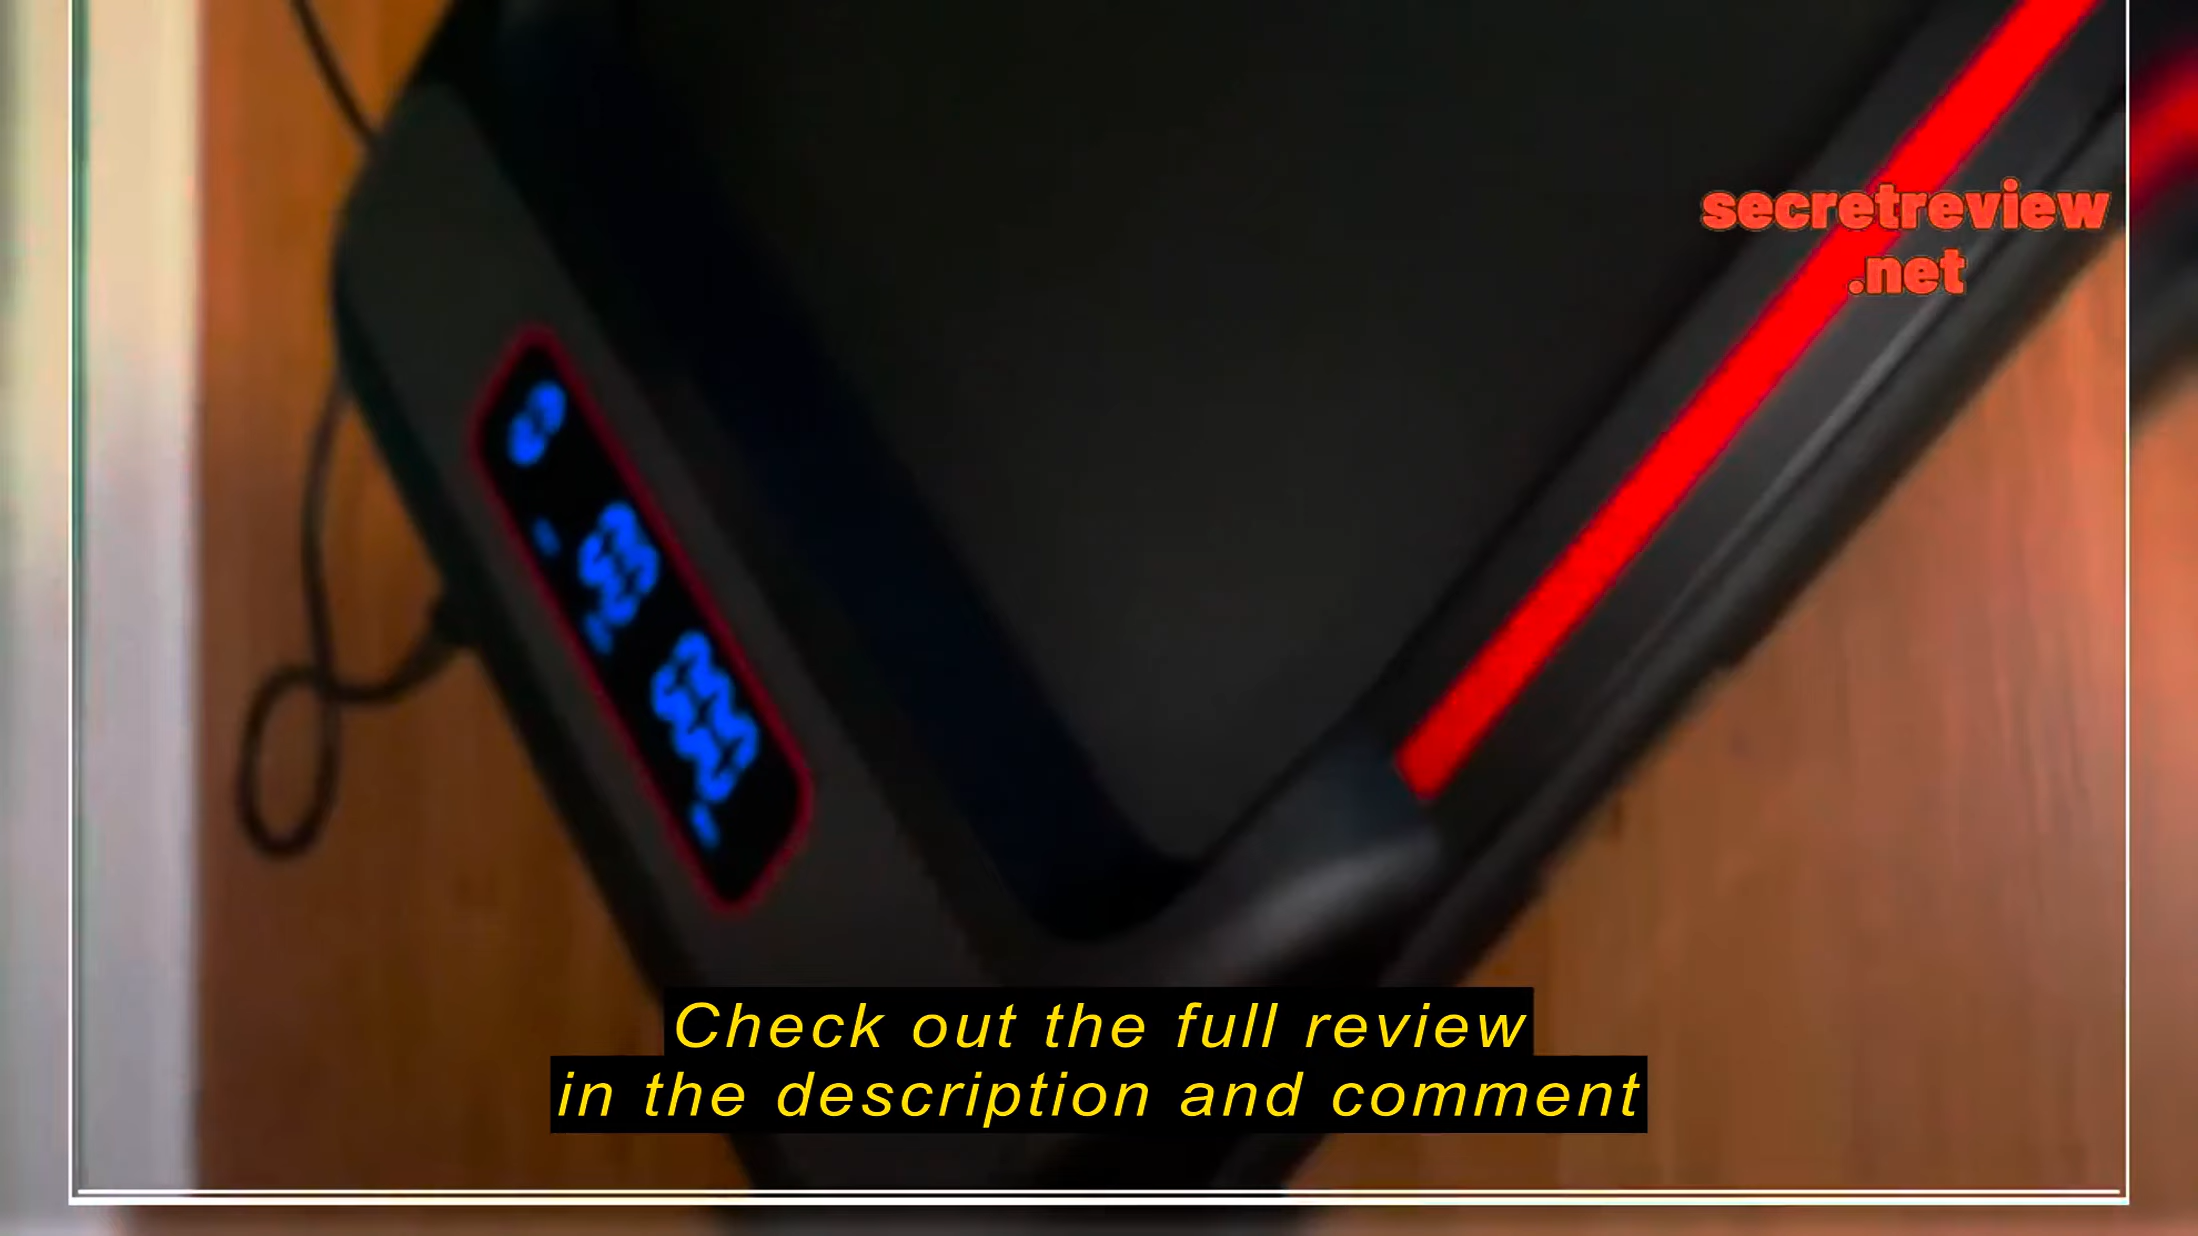 secretreview
.net
Check out the full review
in the description and comment